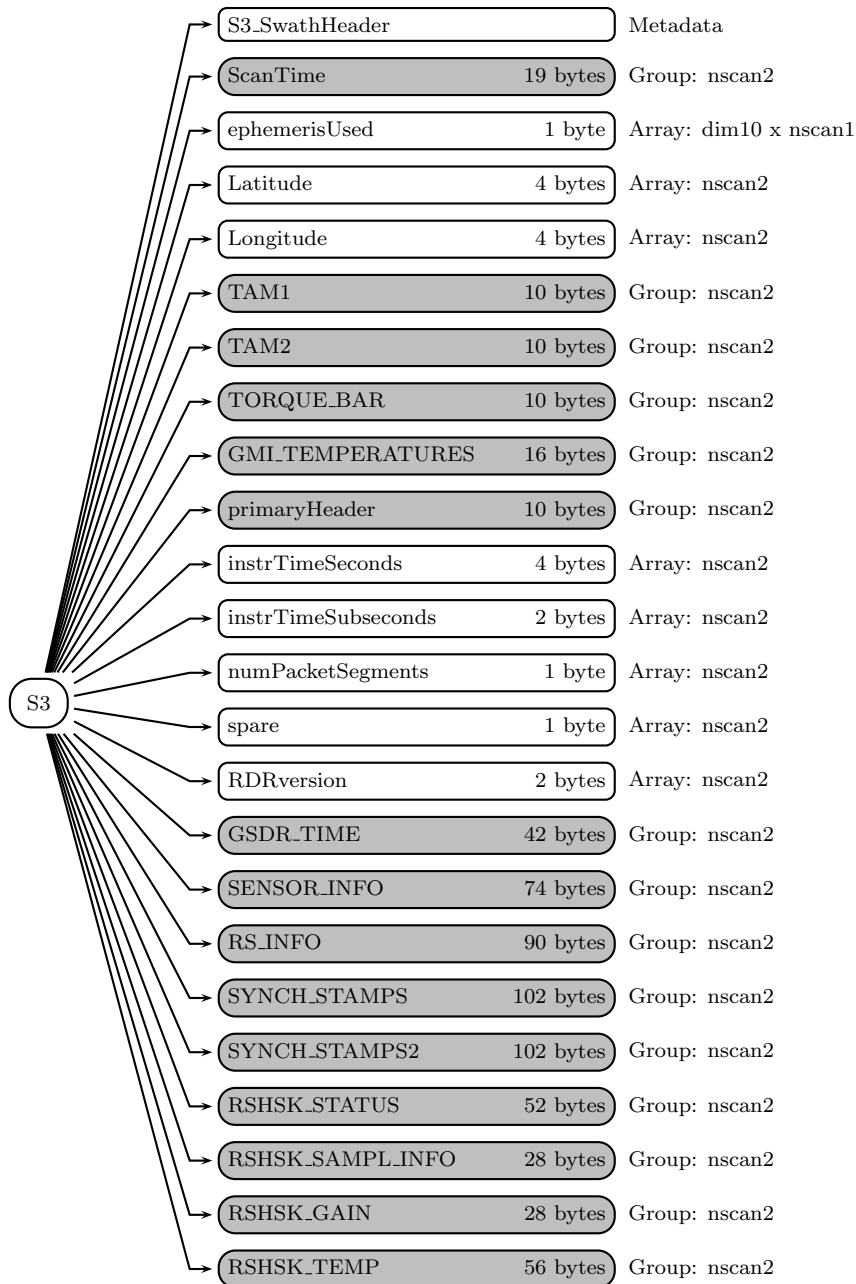 S3_SwathHeader Metadata
ScanTime 19 bytes Group: nscan2
ephemerisUsed 1 byte Array: dim10 x nscan1
Latitude 4 bytes Array: nscan2
Longitude 4 bytes Array: nscan2
TAM1 10 bytes Group: nscan2
TAM2 10 bytes Group: nscan2
TORQUE_BAR 10 bytes Group: nscan2
GMI_TEMPERATURES 16 bytes Group: nscan2
primaryHeader 10 bytes Group: nscan2
instrTimeSeconds 4 bytes Array: nscan2
instrTimeSubseconds 2 bytes Array: nscan2
numPacketSegments 1 byte Array: nscan2
S3
spare 1 byte Array: nscan2
RDRversion 2 bytes Array: nscan2
GSDR_TIME 42 bytes Group: nscan2
SENSOR_INFO 74 bytes Group: nscan2
RS_INFO 90 bytes Group: nscan2
SYNCH_STAMPS 102 bytes Group: nscan2
SYNCH_STAMPS2 102 bytes Group: nscan2
RSHSK_STATUS 52 bytes Group: nscan2
RSHSK_SAMPL_INFO 28 bytes Group: nscan2
RSHSK_GAIN 28 bytes Group: nscan2
RSHSK_TEMP 56 bytes Group: nscan2